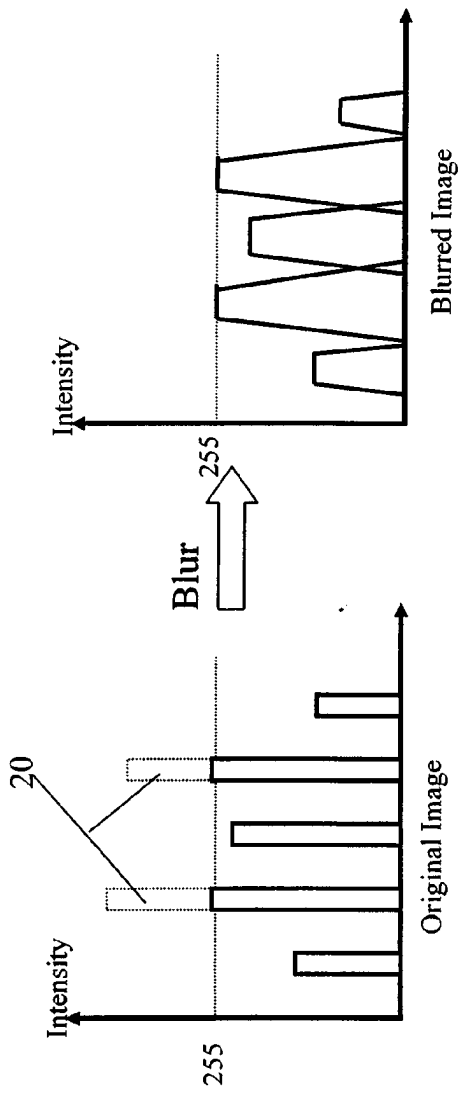 Intensity
255
20
Original Image
Blur
Intensity
255
Blurred Image